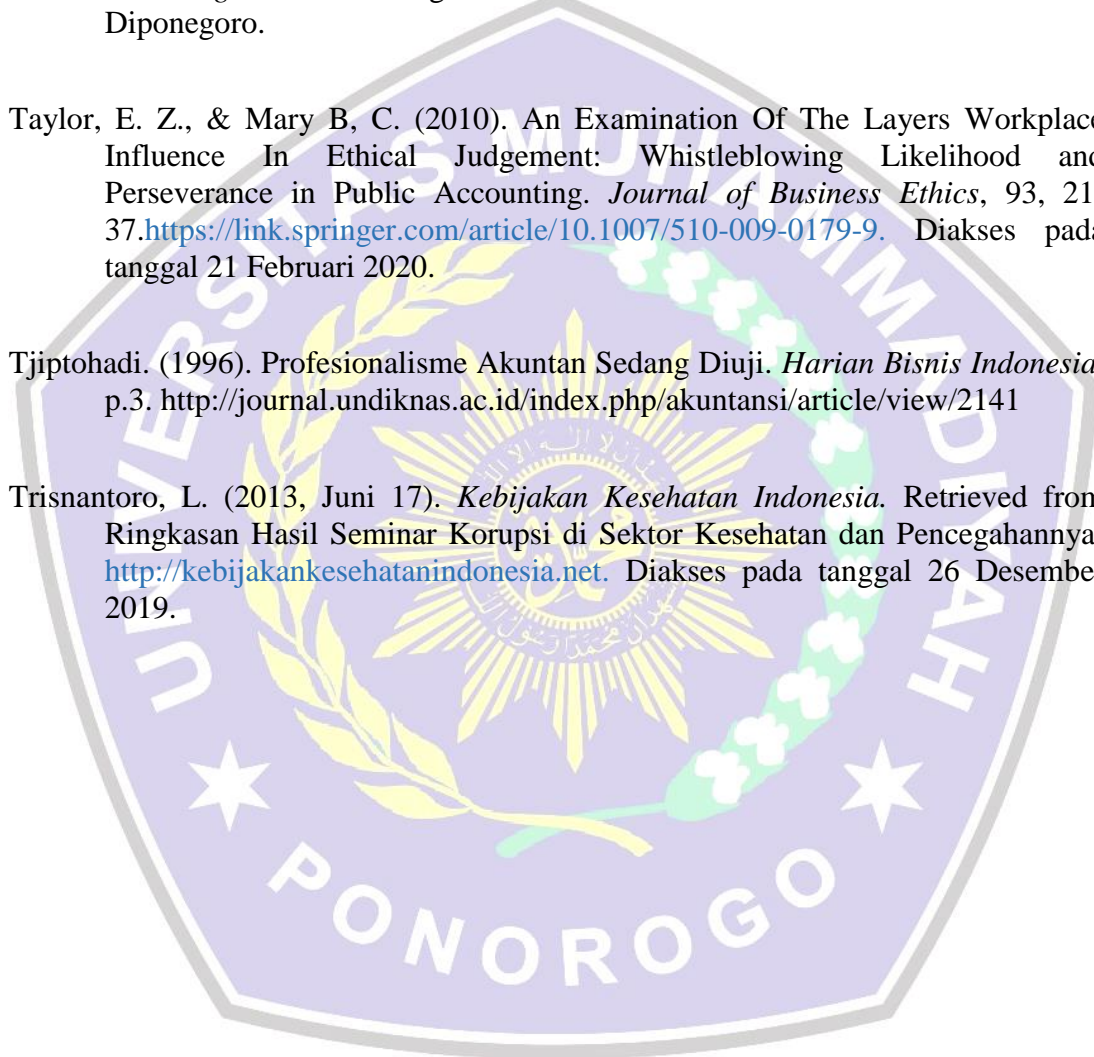 Diponegoro.
Taylor, E. Z., & Mary B, C. (2010). An Examination Of The Layers Workplace
Influence In Ethical Judgement: Whistleblowing Likelihood and
Perseverance in Public Accounting. Journal of Business Ethics, 93, 21
37.https://link.springer.com/article/10.1007/510-009-0179-9. Diakses pada
tanggal 21 Februari 2020.
Tjiptohadi. (1996). Profesionalisme Akuntan Sedang Diuji. Harian Bisnis Indonesia
p.3. http://journal.undiknas.ac.id/index.php/akuntansi/article/view/2141
Trisnantoro, L. (2013, Juni 17). Kebijakan Kesehatan Indonesia. Retrieved from
Ringkasan Hasil Seminar Korupsi di Sektor Kesehatan dan Pencegahannya
http://kebijakankesehatanindonesia.net. Diakses pada tanggal 26 Desember
2019.
UNIVERSITAS MUHAMMADIYAH
PONOROGO